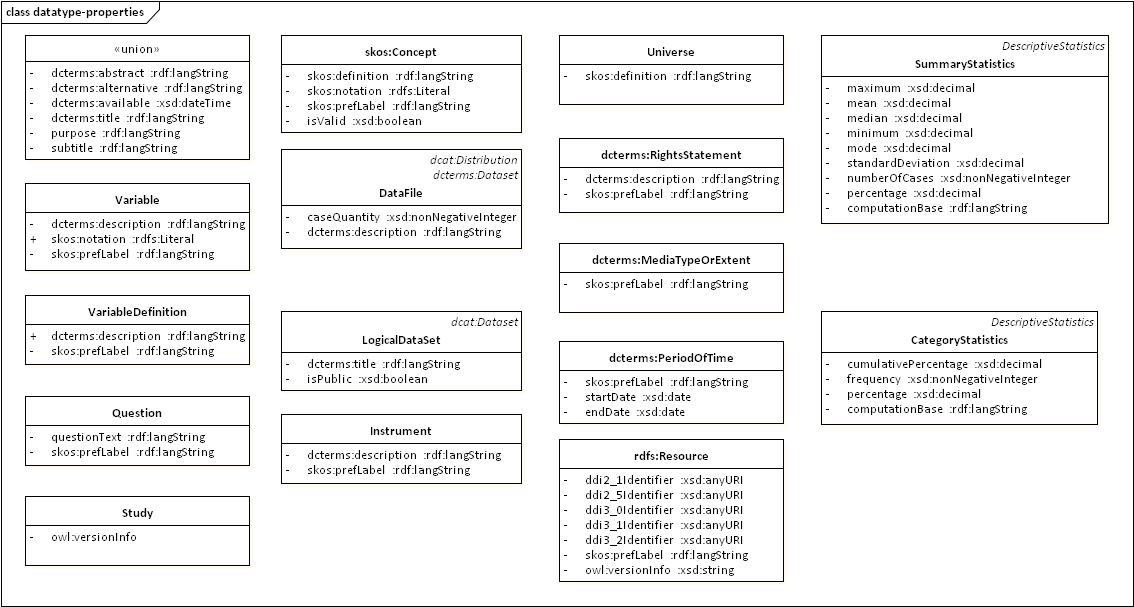 class datatype-properties
«union»
- dcterms:abstract :rdf:langString
- dcterms:alternative :rdf:langString
- dcterms:available :xsd:dateTime
- dcterms:title :rdf:langString
- purpose :rdf:langString
- subtitle :rdf:langString
Variable
- dcterms:description :rdf:langString
+ skos:notation :rdfs:Literal
- skos:prefLabel :rdf:langString
VariableDefinition
+ dcterms:description :rdf:langString
- skos:prefLabel :rdf:langString
Question
- questionText :rdf:langString
- skos:prefLabel :rdf:langString
Study
- owl:versionInfo
skos:Concept
- skos:definition :rdf:langString
- skos:notation :rdfs:Literal
- skos:prefLabel :rdf:langString
- isValid :xsd:boolean
dcat:Distribution
dcterms:Dataset
DataFile
- caseQuantity :xsd:nonNegativeInteger
- dcterms:description :rdf:langString
dcat:Dataset
LogicalDataSet
- dcterms:title :rdf:langString
- isPublic :xsd:boolean
Instrument
- dcterms:description :rdf:langString
- skos:prefLabel :rdf:langString
Universe
- skos:definition :rdf:langString
dcterms:RightsStatement
- dcterms:description :rdf:langString
- skos:prefLabel :rdf:langString
dcterms:MediaTypeOrExtent
- skos:prefLabel :rdf:langString
dcterms:PeriodOfTime
- skos:prefLabel :rdf:langString
- startDate :xsd:date
- endDate :xsd:date
rdfs:Resource
- ddi2_1Identifier :xsd:anyURI
- ddi2_5Identifier :xsd:anyURI
- ddi3_0Identifier :xsd:anyURI
- ddi3_1Identifier :xsd:anyURI
- ddi3_2Identifier :xsd:anyURI
- skos:prefLabel :rdf:langString
- owl:versionInfo :xsd:string
DescriptiveStatistics
SummaryStatistics
- maximum :xsd:decimal
- mean :xsd:decimal
- median :xsd:decimal
- minimum :xsd:decimal
- mode :xsd:decimal
- standardDeviation :xsd:decimal
- numberOfCases :xsd:nonNegativeInteger
- percentage :xsd:decimal
- computationBase :rdf:langString
DescriptiveStatistics
CategoryStatistics
- cumulativePercentage :xsd:decimal
- frequency :xsd:nonNegativeInteger
- percentage :xsd:decimal
- computationBase :rdf:langString